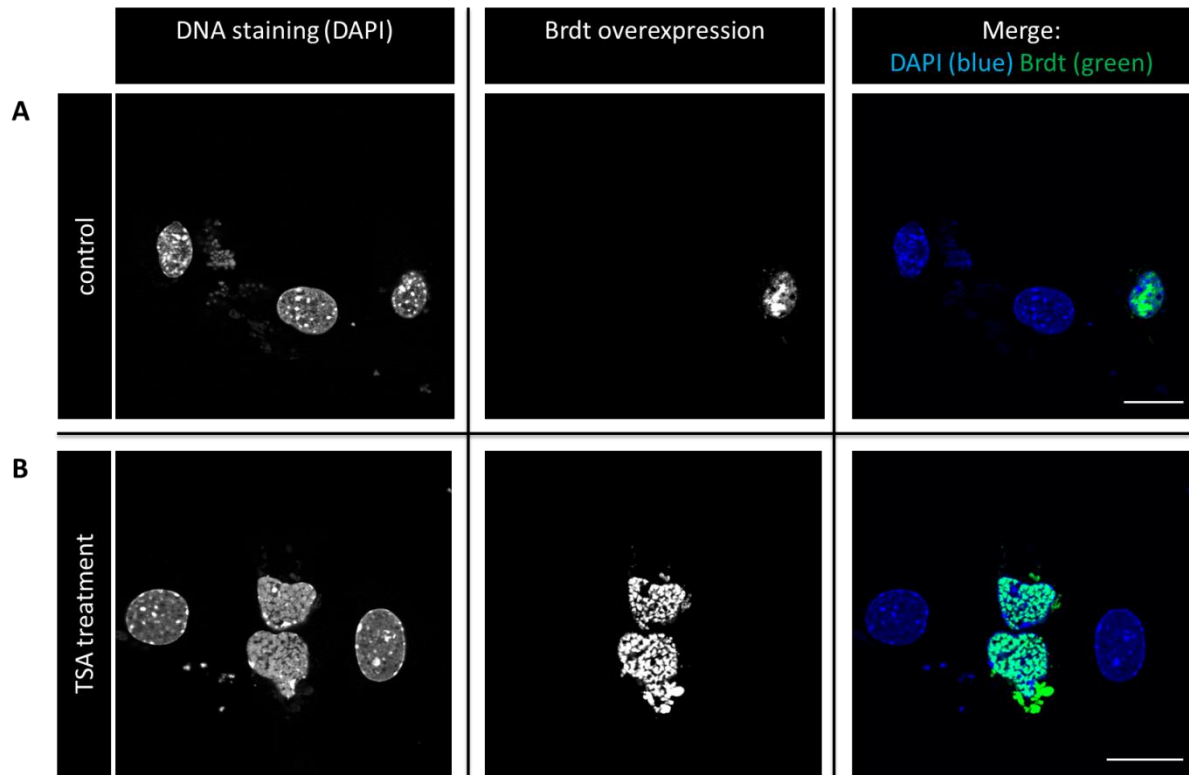 DNA staining (DAPI)
Brdt overexpression
Merge:
DAPI (blue) Brdt (green)
A
control
B
TSA treatment